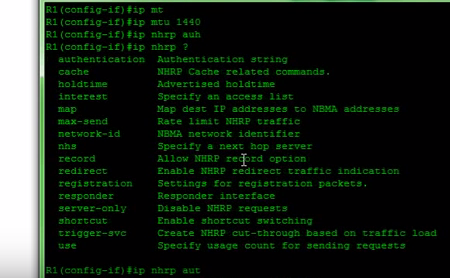 R1(config-if)#ip mt
R1(config-if)#ip mtu 1440
R1(config-if)#ip nhrp auh
R1(config-if)#ip nhrp ?
authentication Authentication string
cache NHRP Cache related commands.
holdtime Advertised holdtime
interest Specify an access list
map Map dest IP addresses to NBMA addresses
max-send Rate limit NHRP traffic
network-id NBMA network identifier
nhs Specify a next hop server
record Allow NHRP record option
redirect Enable NHRP redirect traffic indication
registration Settings for registration packets.
responder Responder interface
server-only Disable NHRP requests
shortcut Enable shortcut switching
trigger-svc Create NHRP cut-through based on traffic load
use Specify usage count for sending requests
R1(config-if)#ip nhrp aut